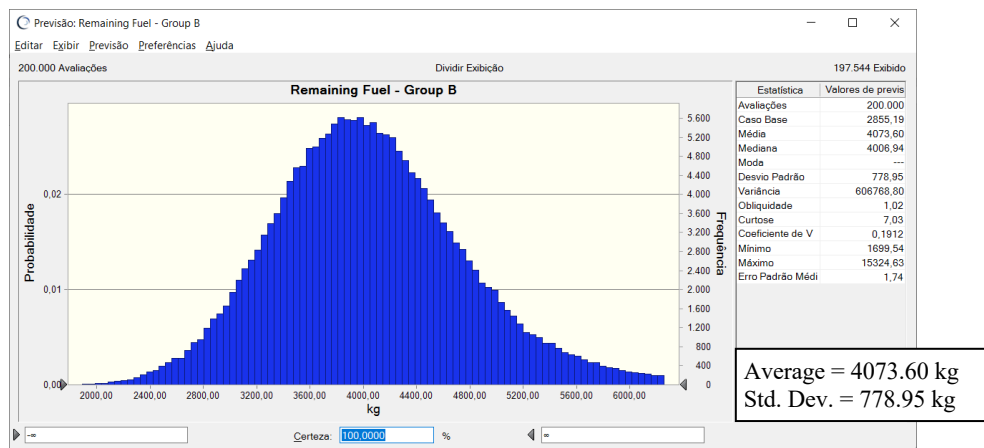 Previsão: Remaining Fuel - Group B
Editar Exibir Previsão Preferências Ajuda
200.000 Avaliações Dividir Exibição 197.544 Exibido
Remaining Fuel - Group B
Probabilidade
0,02
0,01
0,00
5.600
5.200
4.800
4.400
4.000
3.600
3.200
2.800
2.400
2.000
1.600
1.200
800
400
0
Frequência
2000,00 2400,00 2800,00 3200,00 3600,00 4000,00 4400,00 4800,00 5200,00 5600,00 6000,00
kg
Estatística Valores de previs
Avaliações 200.000
Caso Base 2855,19
Média 4073,60
Mediana 4006,94
Moda ---
Desvio Padrão 778,95
Variância 606768,80
Obliquidade 1,02
Curtose 7,03
Coeficiente de V 0,1912
Mínimo 1699,54
Máximo 15324,63
Erro Padrão Médi 1,74
Average = 4073.60 kg
Std. Dev. = 778.95 kg
-∞ Certeza: 100,0000 % ∞